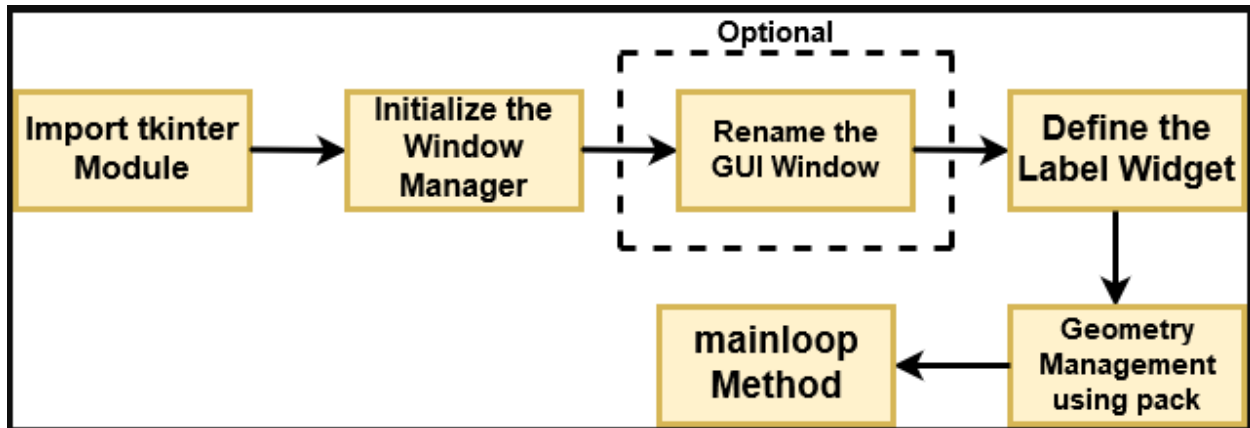 Optional
Import tkinter
Module
Initialize the
Window
Manager
Rename the
GUI Window
Define the
Label Widget
Geometry
Management
using pack
mainloop
Method